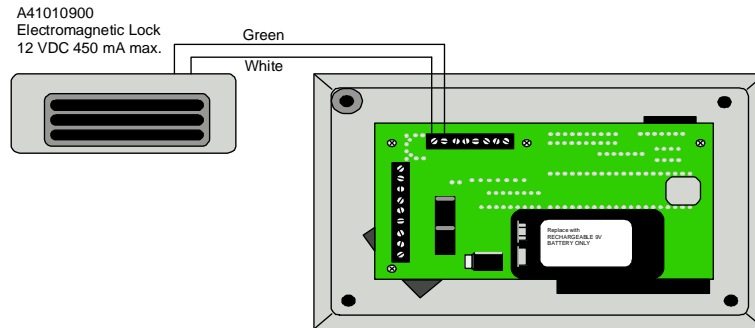 A41010900
Electromagnetic Lock
12 VDC 450 mA max.
Green
White
Replace with
RECHARGEABLE 9V
BATTERY ONLY